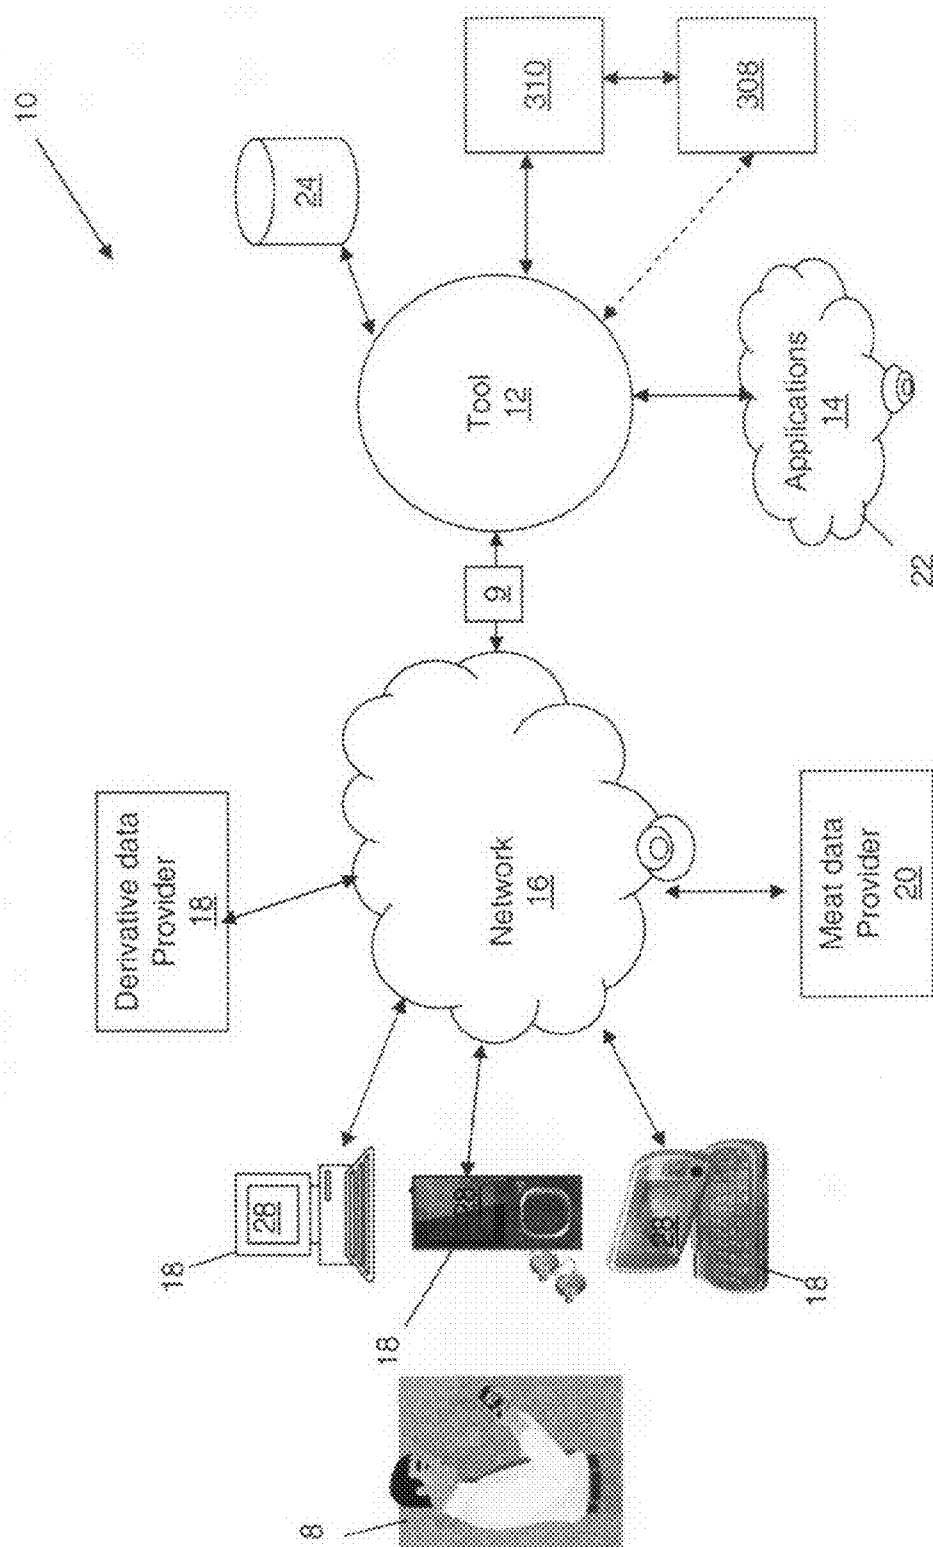 10
24
310
308
Tool
12
Applications
14
22
9
Network
16
Derivative data
Provider
18
Meat data
Provider
20
18
28
18
28
28
18
8